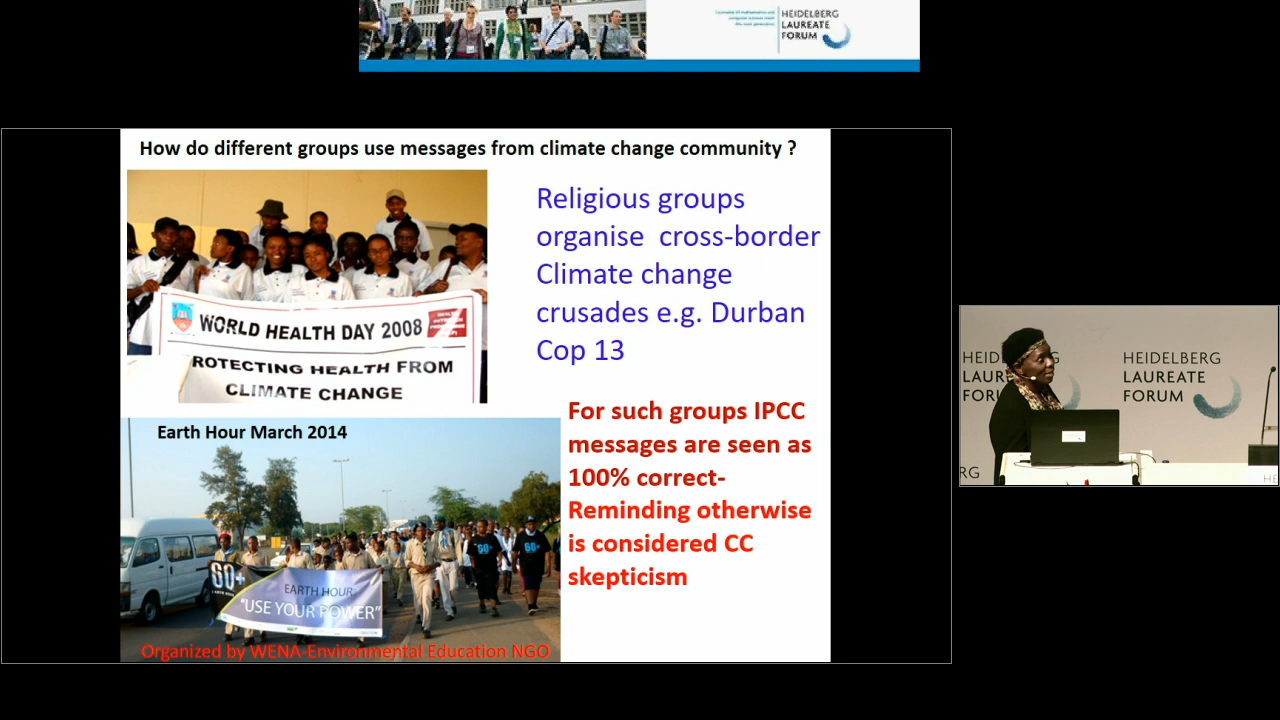 HEIDELBERG
LAUREATE
FORUM
How do different groups use messages from climate change community ?
WORLD HEALTH DAY 2008
ROTECTING HEALTH FROM
CLIMATE CHANGE
Religious groups
organise cross-border
Climate change
crusades e.g. Durban
Cop 13
For such groups IPCC
messages are seen as
100% correct-
Reminding otherwise
is considered CC
skepticism
Earth Hour March 2014
60+
EARTH HOUR
"USE YOUR POWER"
60+
Organized by WENA-Environmental Education NGO
HEIDELBERG
LAUREATE
FORUM
RG
HE